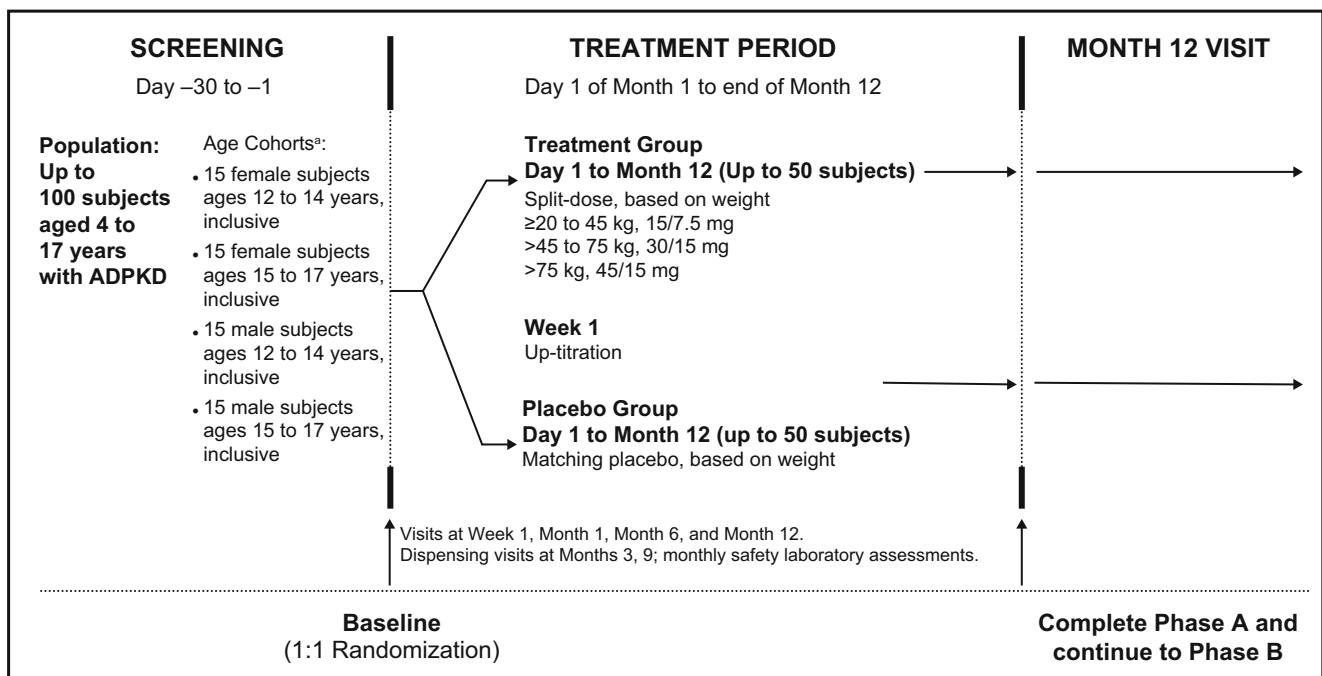 SCREENING
Day –30 to –1
Population:
Up to
100 subjects
aged 4 to
17 years
with ADPKD
Age Cohortsᵃ:
• 15 female subjects
ages 12 to 14 years,
inclusive
• 15 female subjects
ages 15 to 17 years,
inclusive
• 15 male subjects
ages 12 to 14 years,
inclusive
• 15 male subjects
ages 15 to 17 years,
inclusive
TREATMENT PERIOD
Day 1 of Month 1 to end of Month 12
Treatment Group
Day 1 to Month 12 (Up to 50 subjects)
Split-dose, based on weight
≥20 to 45 kg, 15/7.5 mg
>45 to 75 kg, 30/15 mg
>75 kg, 45/15 mg
Week 1
Up-titration
Placebo Group
Day 1 to Month 12 (up to 50 subjects)
Matching placebo, based on weight
MONTH 12 VISIT
Visits at Week 1, Month 1, Month 6, and Month 12.
Dispensing visits at Months 3, 9; monthly safety laboratory assessments.
Baseline
(1:1 Randomization)
Complete Phase A and
continue to Phase B